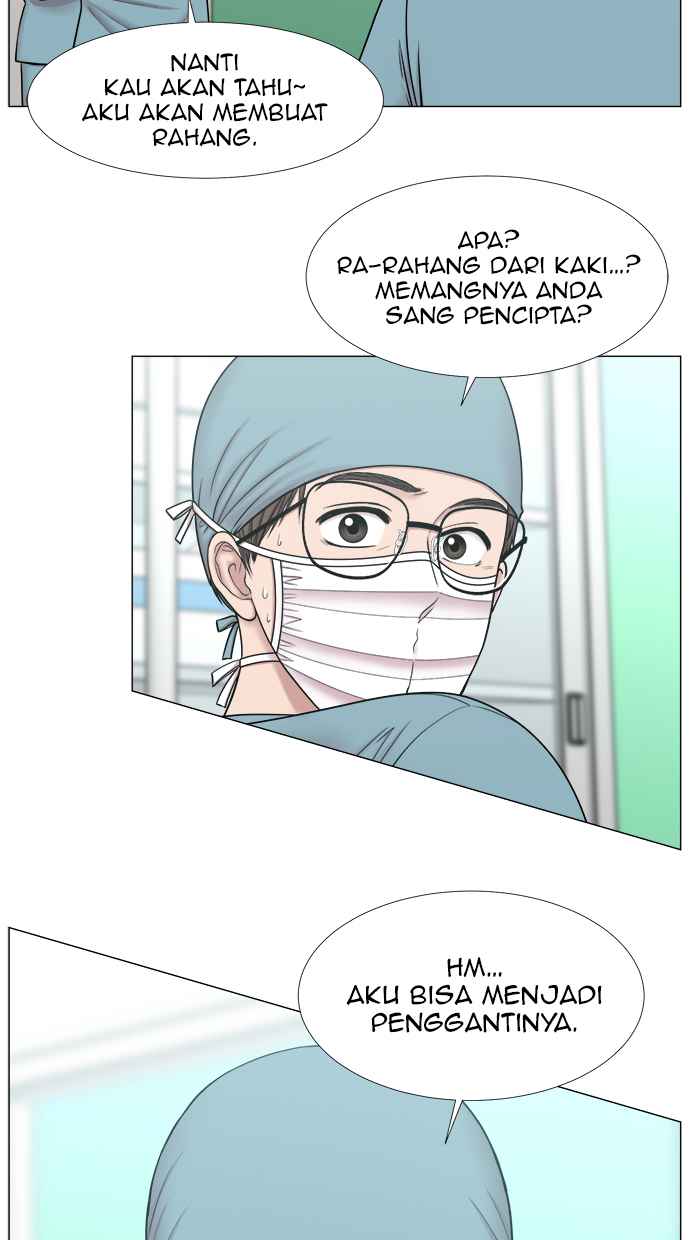 NANTI
KAU AKAN TAHU~
AKU AKAN MEMBUAT
RAHANG.
APA?
RA-RAHANG DARI KAKI...?
MEMANGNYA ANDA
SANG PENCIPTA?
HM...
AKU BISA MENJADI
PENGGANTINYA.